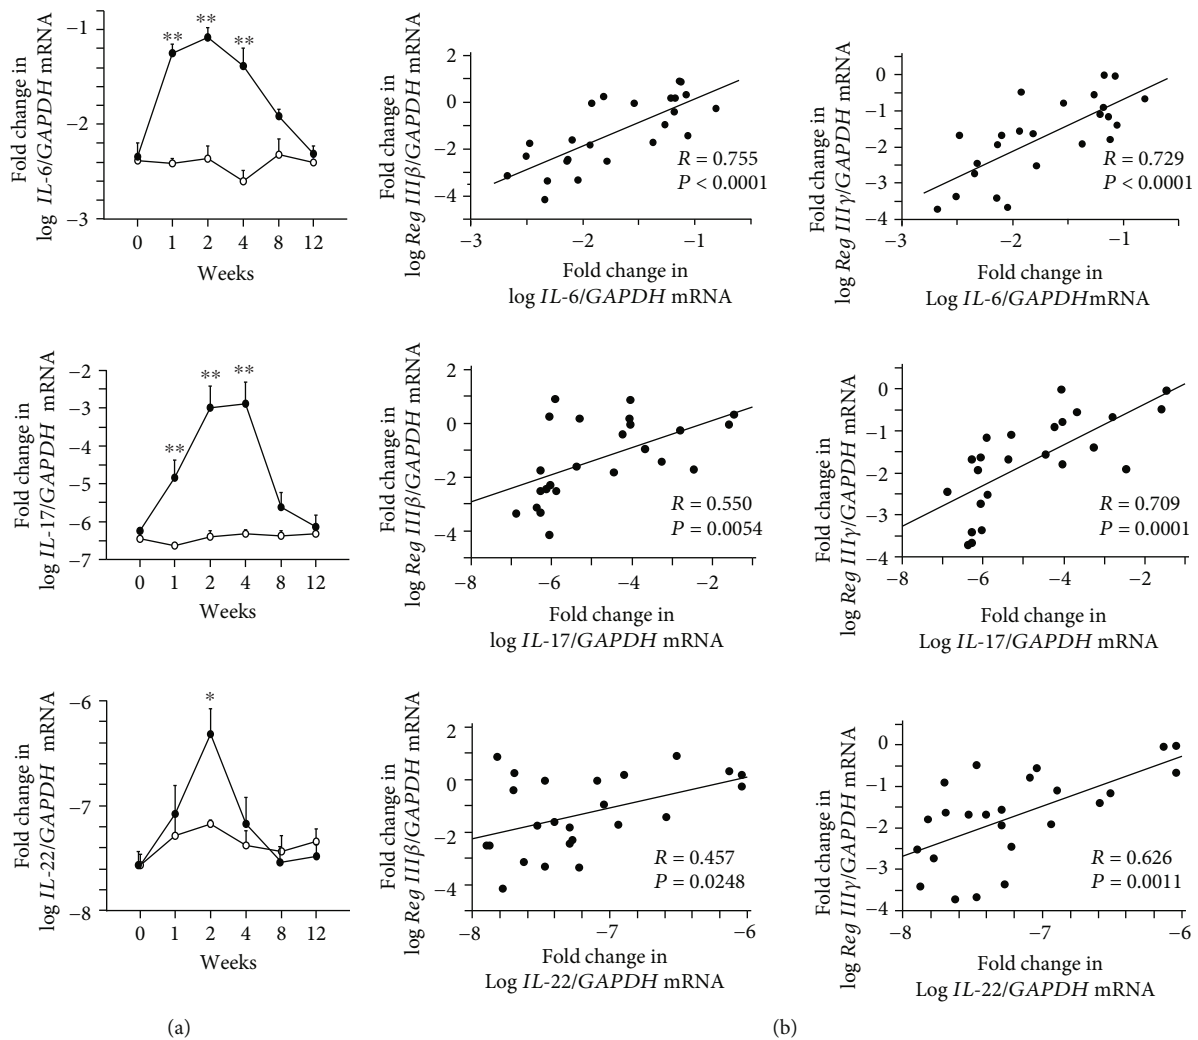 Fold change in
log IL-6/GAPDH mRNA
−1
−2
−3
**
**
**
0 1 2 4 8 12
Weeks
Fold change in
log Reg IIIβ/GAPDH mRNA
2
0
−2
−4
R = 0.755
P < 0.0001
−3 −2 −1
Fold change in
log IL-6/GAPDH mRNA
Fold change in
log Reg IIIγ/GAPDH mRNA
0
−1
−2
−3
−4
R = 0.729
P < 0.0001
−3 −2 −1
Fold change in
Log IL-6/GAPDHmRNA
Fold change in
log IL-17/GAPDH mRNA
−2
−3
−4
−5
−6
−7
**
**
**
0 1 2 4 8 12
Weeks
Fold change in
log Reg IIIβ/GAPDH mRNA
2
0
−2
−4
R = 0.550
P = 0.0054
−8 −6 −4 −2
Fold change in
log IL-17/GAPDH mRNA
Fold change in
log Reg IIIγ/GAPDH mRNA
0
−1
−2
−3
−4
R = 0.709
P = 0.0001
−8 −6 −4 −2
Fold change in
Log IL-17/GAPDH mRNA
Fold change in
log IL-22/GAPDH mRNA
−6
−7
−8
*
0 1 2 4 8 12
Weeks
Fold change in
log Reg IIIβ/GAPDH mRNA
2
0
−2
−4
R = 0.457
P = 0.0248
−8 −7 −6
Fold change in
Log IL-22/GAPDH mRNA
Fold change in
log Reg IIIγ/GAPDH mRNA
0
−1
−2
−3
−4
R = 0.626
P = 0.0011
−8 −7 −6
Fold change in
Log IL-22/GAPDH mRNA
(a)
(b)